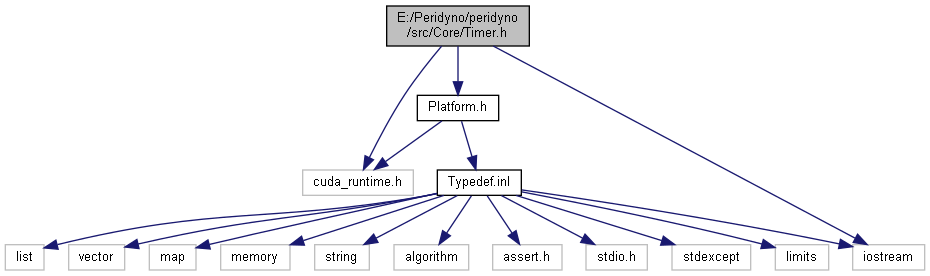 E:/Peridyno/peridyno
/src/Core/Timer.h
Platform.h
cuda_runtime.h
Typedef.inl
list
vector
map
memory
string
algorithm
assert.h
stdio.h
stdexcept
limits
iostream